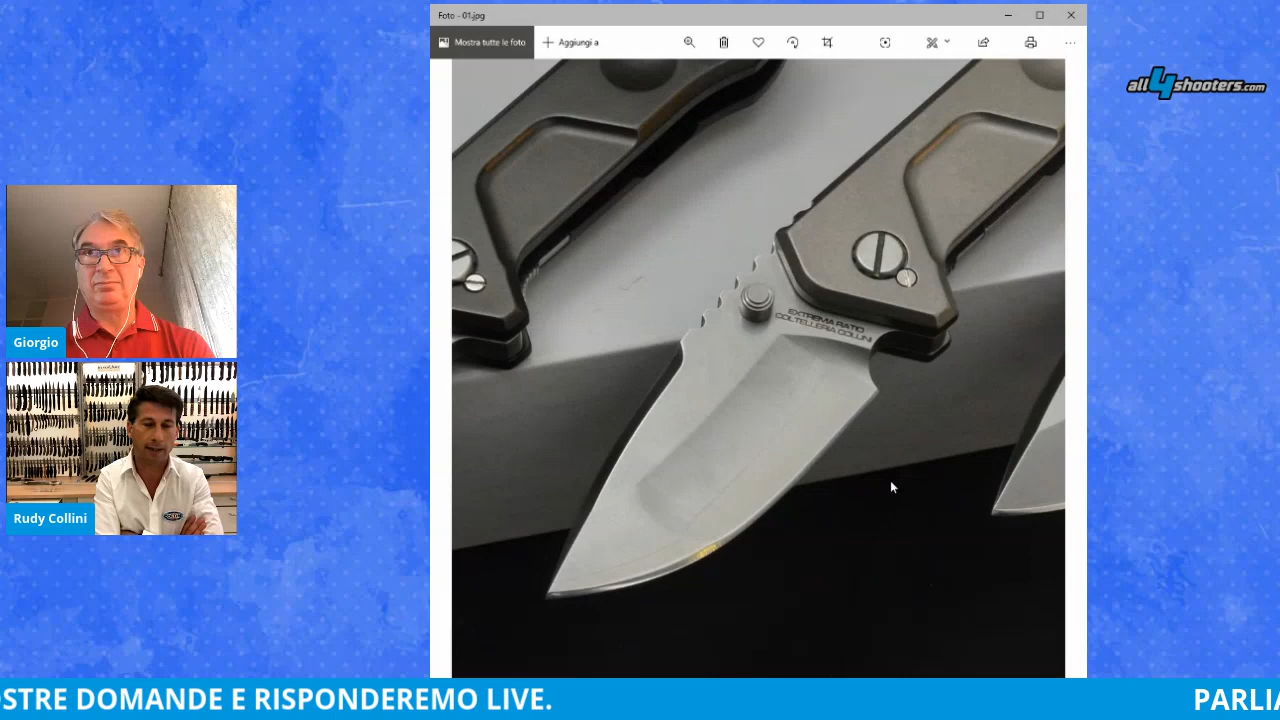 Foto - 01.jpg
Mostra tutte le foto
Aggiungi a
all4shooters.com
EXTREMA RATIO
COLTELLERIA COLLINI
Giorgio
Rudy Collini
OSTRE DOMANDE E RISPONDEREMO LIVE.
PARLIA